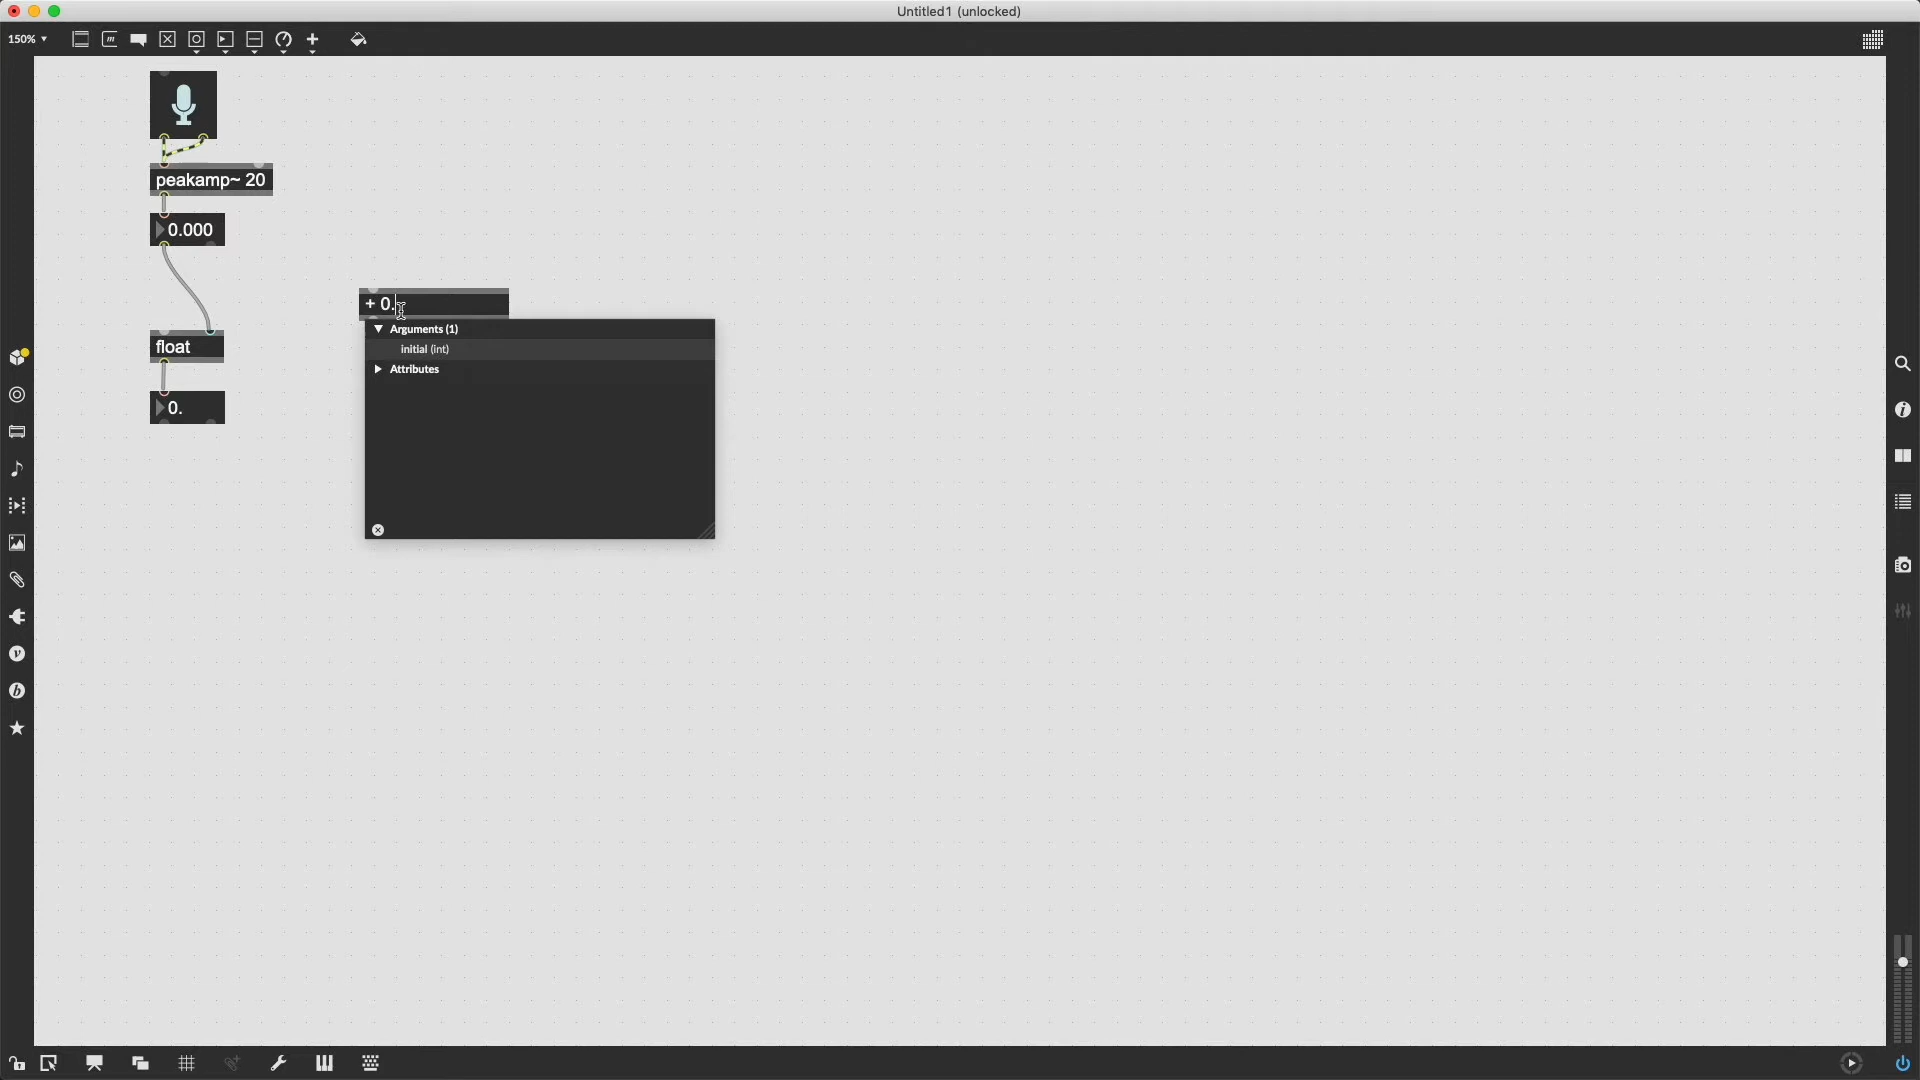 Untitled1 (unlocked)
150%
m
peakamp~ 20
0.000
+ 0.
Arguments (1)
initial (int)
Attributes
float
0.
v
b